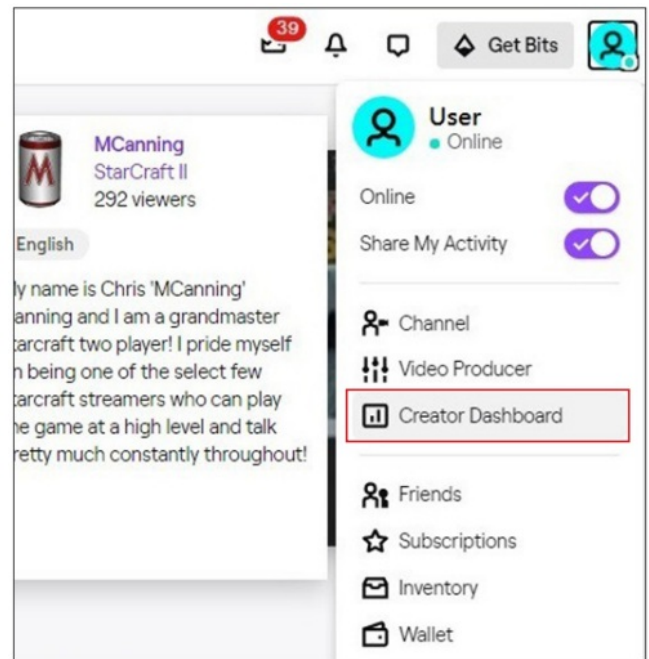 39
Get Bits
MCanning
StarCraft II
292 viewers
M
English
ly name is Chris 'MCanning'
anning and I am a grandmaster
tarcraft two player! I pride myself
n being one of the select few
tarcraft streamers who can play
ne game at a high level and talk
retty much constantly throughout!
User
Online
Online
Share My Activity
Channel
Video Producer
Creator Dashboard
Friends
Subscriptions
Inventory
Wallet